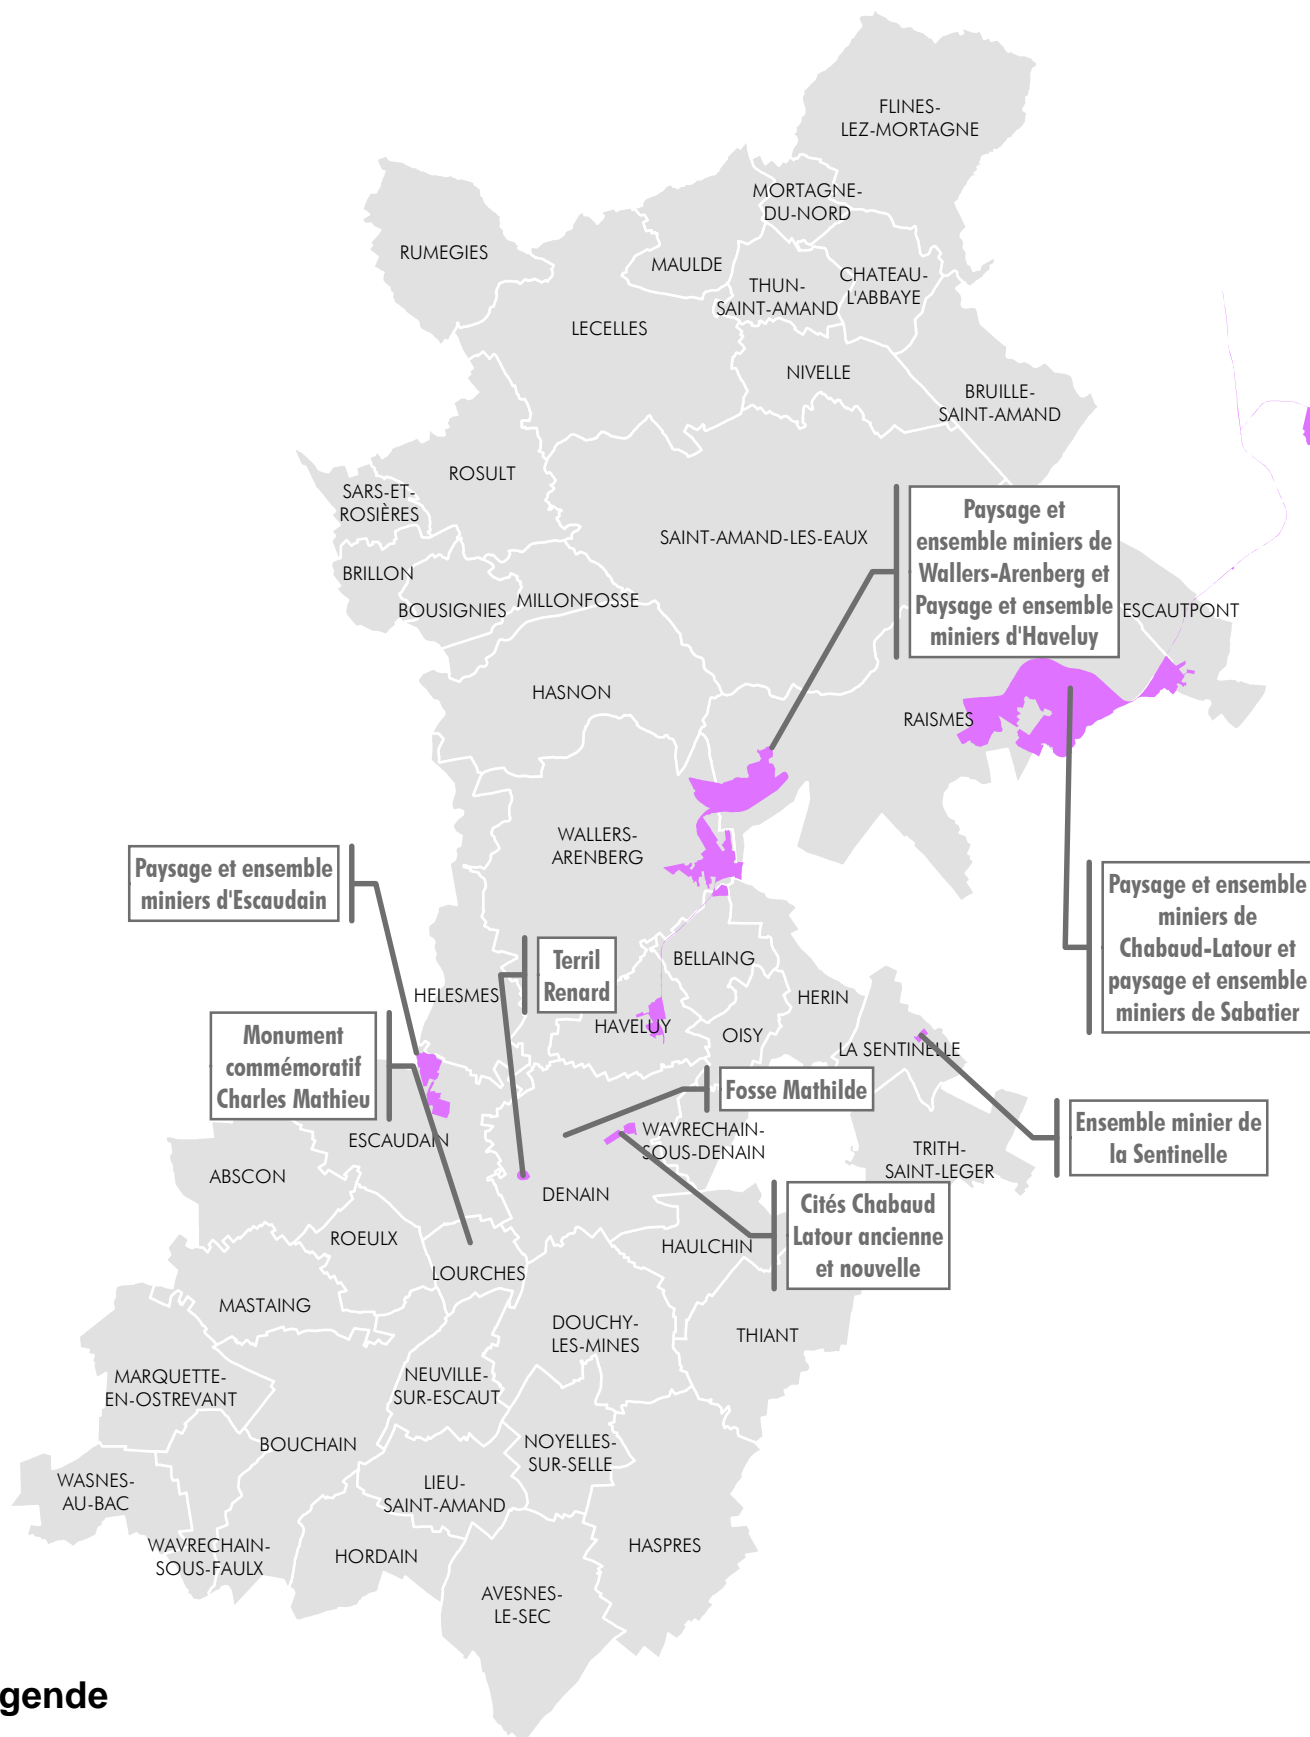 FLINES-
LEZ-MORTAGNE
MORTAGNE-
DU-NORD
RUMEGIES
MAULDE
CHATEAU-
L'ABBAYE
THUN-
SAINT-AMAND
LECELLES
NIVELLE
BRUILLE-
SAINT-AMAND
ROSULT
SARS-ET-
ROSIÈRES
SAINT-AMAND-LES-EAUX
Paysage et
ensemble miniers de
Wallers-Arenberg et
Paysage et ensemble
miniers d'Haveluy
BRILLON
BOUSIGNIES
MILLONFOSSE
ESCAUTPONT
HASNON
RAISMES
WALLERS-
ARENBERG
Paysage et ensemble
miniers d'Escaudain
Paysage et ensemble
miniers de
Chabaud-Latour et
paysage et ensemble
miniers de Sabatier
Terril
Renard
BELLAING
HELESMES
HERIN
HAVELUY
OISY
LA SENTINELLE
Monument
commémoratif
Charles Mathieu
Fosse Mathilde
ESCAUDAIN
WAVRECHAIN-
SOUS-DENAIN
Ensemble minier de
la Sentinelle
TRITH-
SAINT-LEGER
ABSCON
DENAIN
Cités Chabaud
Latour ancienne
et nouvelle
ROEULX
HAULCHIN
LOURCHES
MASTAING
DOUCHY-
LES-MINES
THIANT
MARQUETTE-
EN-OSTREVANT
NEUVILLE-
SUR-ESCAUT
BOUCHAIN
NOYELLES-
SUR-SELLE
WASNES-
AU-BAC
LIEU-
SAINT-AMAND
WAVRECHAIN-
SOUS-FAULX
HORDAIN
HASPRES
AVESNES-
LE-SEC
gende